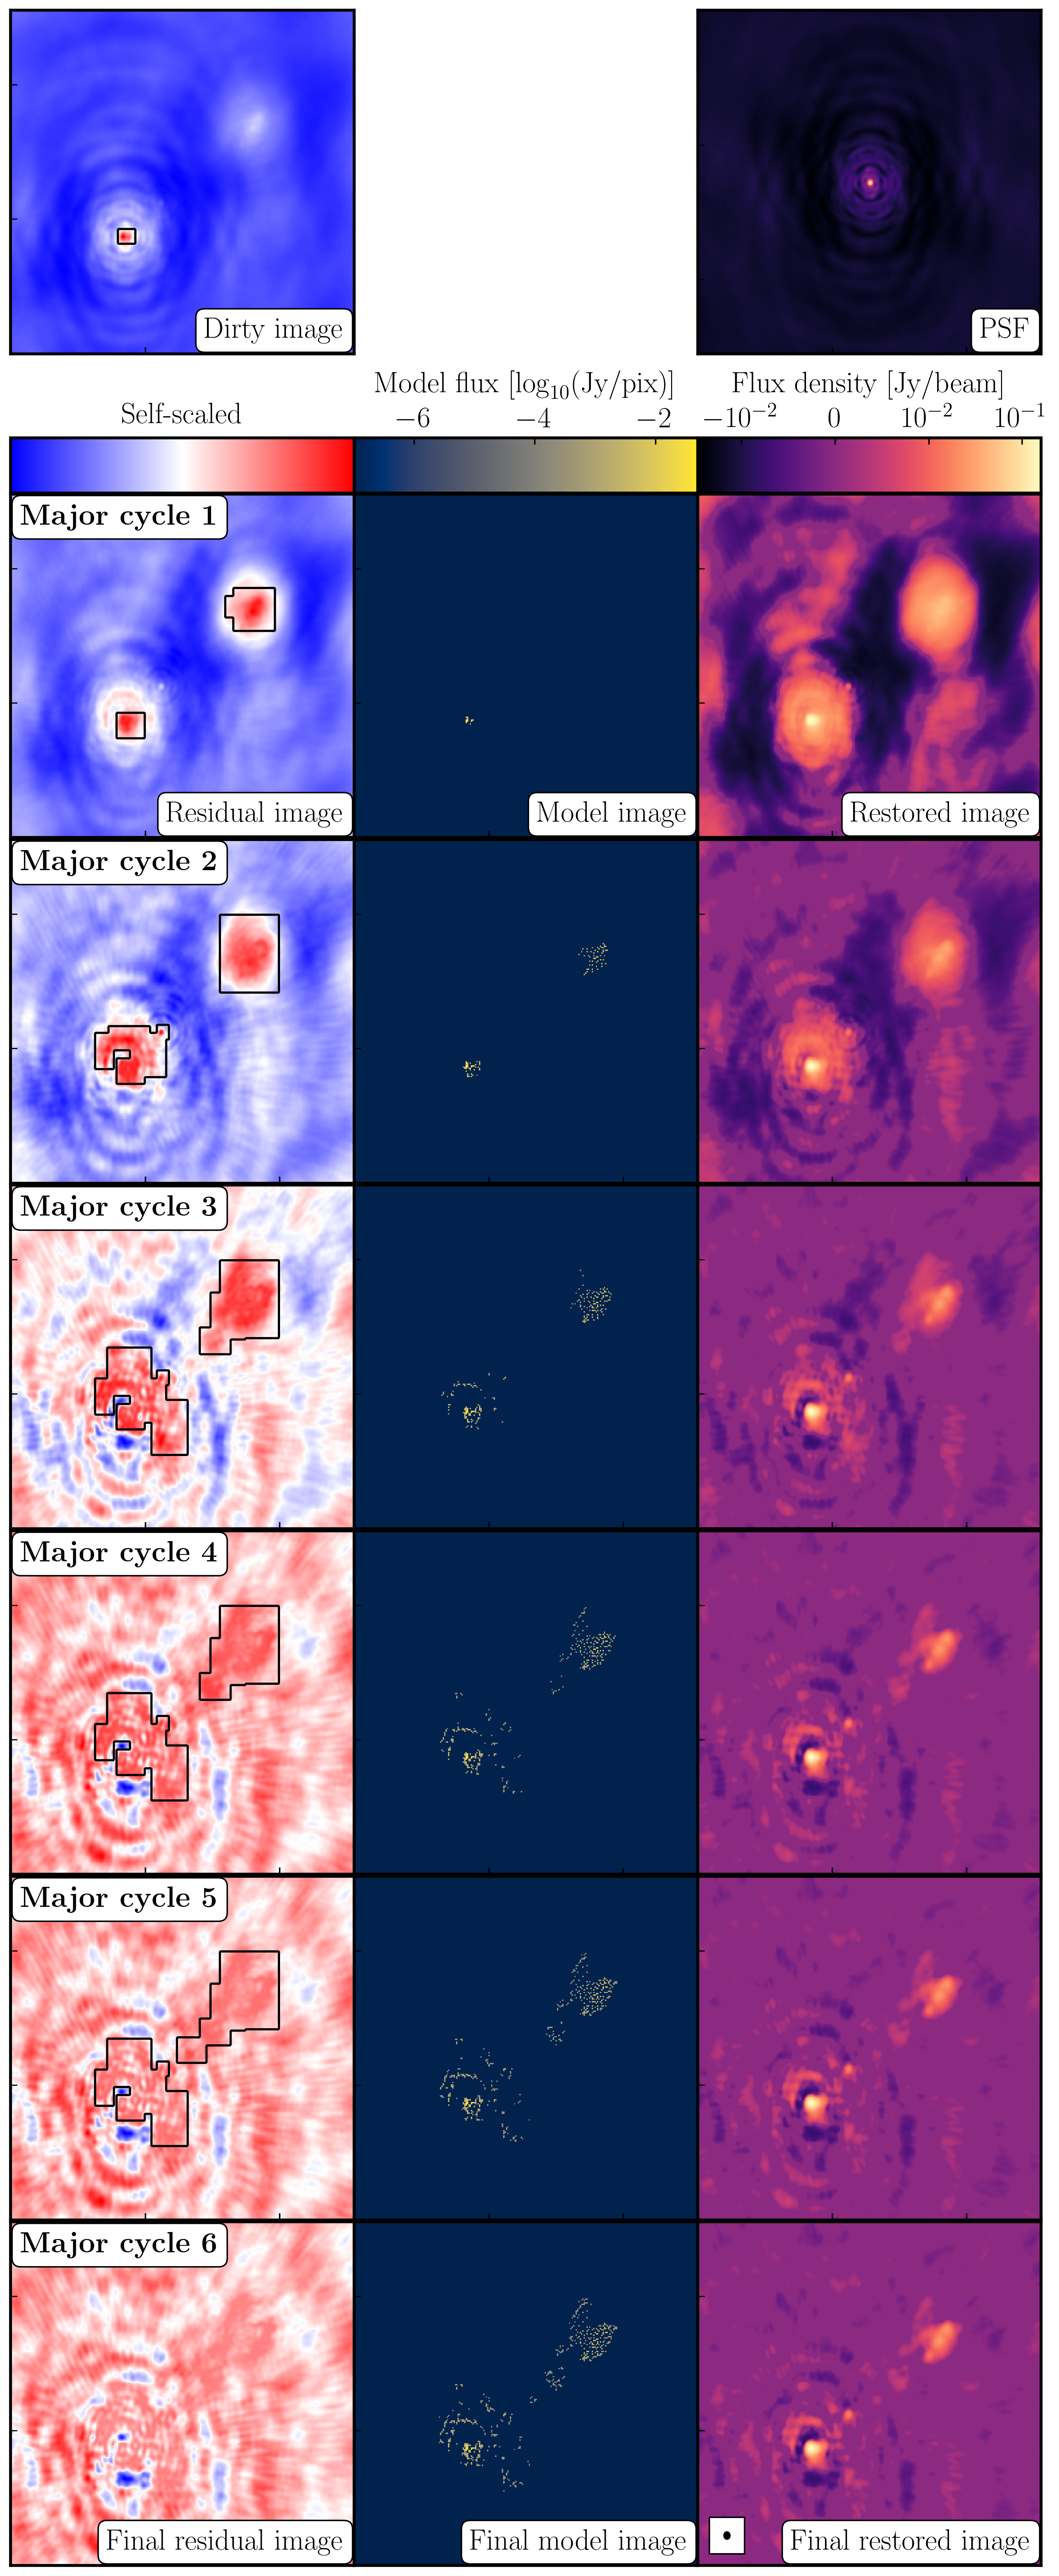 Dirty image
PSF
Self-scaled
Model flux [log₁₀(Jy/pix)]
−6 −4 −2
Flux density [Jy/beam]
−10⁻² 0 10⁻² 10⁻¹
Major cycle 1
Residual image
Model image
Restored image
Major cycle 2
Major cycle 3
Major cycle 4
Major cycle 5
Major cycle 6
Final residual image
Final model image
Final restored image